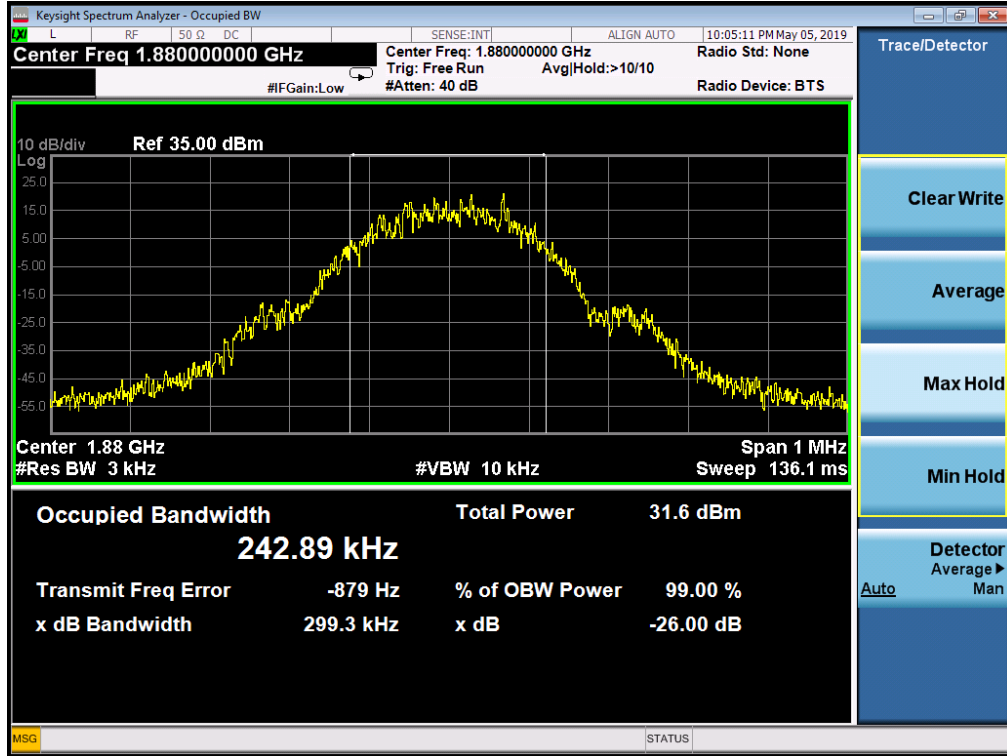 Keysight Spectrum Analyzer - Occupied BW
LXI L RF 50 Ω DC SENSE:INT ALIGN AUTO 10:05:11 PM May 05, 2019
Center Freq 1.880000000 GHz
Center Freq: 1.880000000 GHz
Radio Std: None
Trig: Free Run Avg|Hold:>10/10
#IFGain:Low
#Atten: 40 dB
Radio Device: BTS
Trace/Detector
10 dB/div Ref 35.00 dBm
Log
25.0
15.0
5.00
-5.00
-15.0
-25.0
-35.0
-45.0
-55.0
Center 1.88 GHz
Span 1 MHz
#Res BW 3 kHz
#VBW 10 kHz
Sweep 136.1 ms
Occupied Bandwidth
242.89 kHz
Total Power 31.6 dBm
Transmit Freq Error -879 Hz
% of OBW Power 99.00 %
x dB Bandwidth 299.3 kHz
x dB -26.00 dB
Clear Write
Average
Max Hold
Min Hold
Detector
Average▶
Auto Man
MSG
STATUS